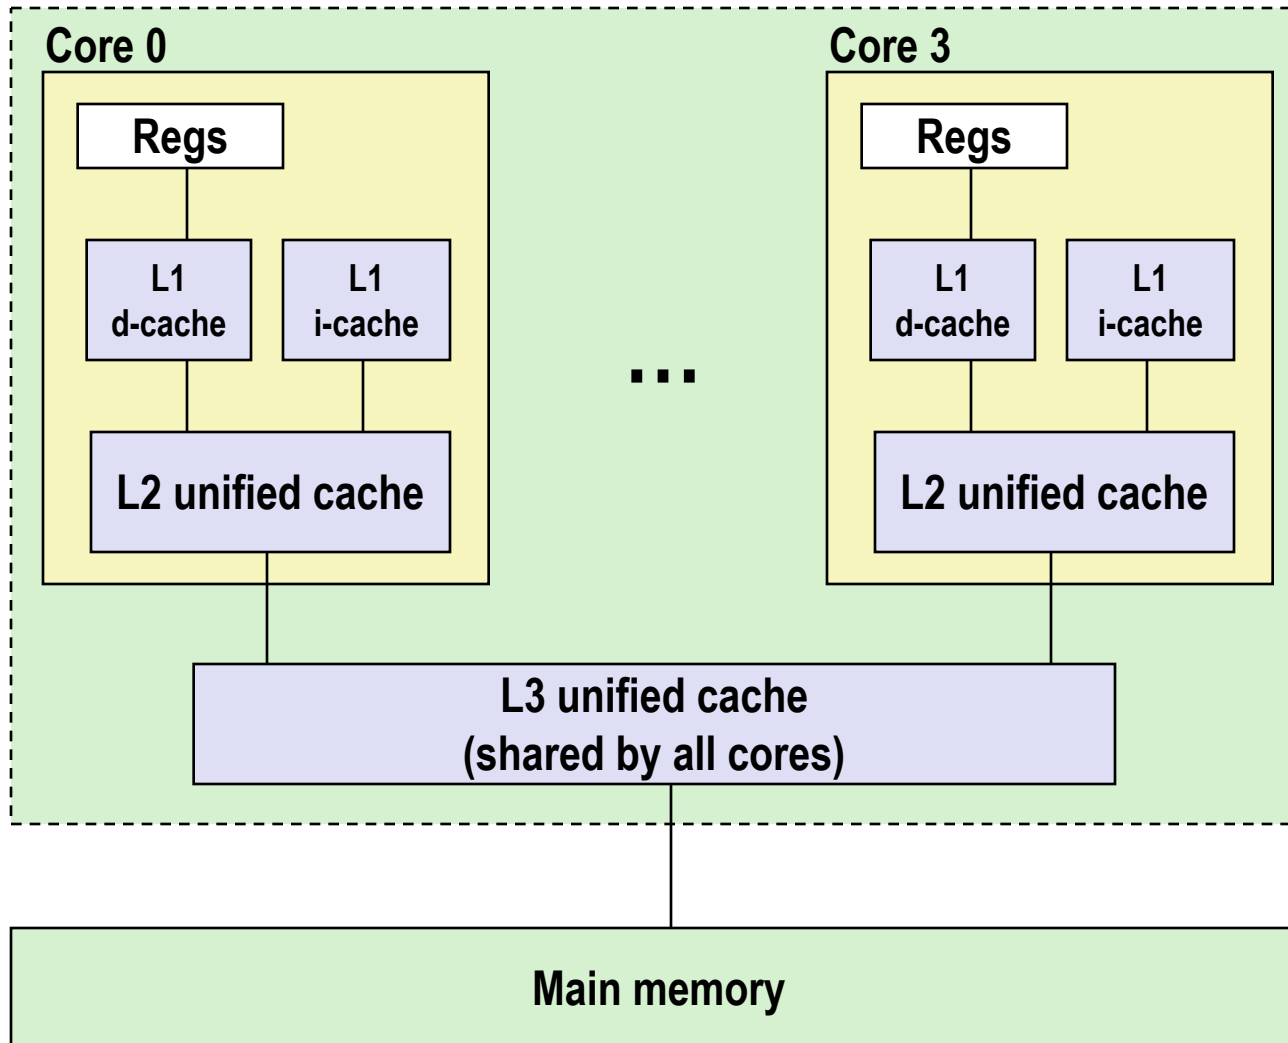 Core 0
Regs
L1
d-cache
L1
i-cache
L2 unified cache
...
Core 3
Regs
L1
d-cache
L1
i-cache
L2 unified cache
L3 unified cache
(shared by all cores)
Main memory